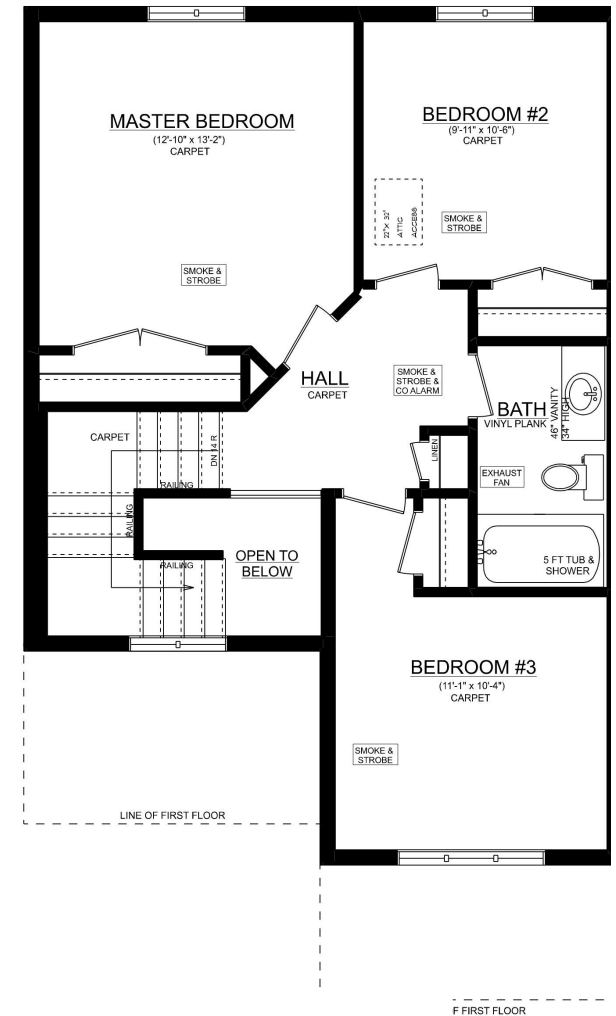 MASTER BEDROOM
(12'-10" x 13'-2")
CARPET
BEDROOM #2
(9'-11" x 10'-6")
CARPET
22"x 32"
ATTIC
ACCESS
SMOKE &
STROBE
SMOKE &
STROBE
HALL
CARPET
SMOKE &
STROBE &
CO ALARM
BATH
VINYL PLANK
46" VANITY
34" HIGH
CARPET
DN 14 R
LINEN
EXHAUST
FAN
RAILING
RAILING
RAILING
OPEN TO
BELOW
5 FT TUB &
SHOWER
BEDROOM #3
(11'-1" x 10'-4")
CARPET
SMOKE &
STROBE
LINE OF FIRST FLOOR
F FIRST FLOOR